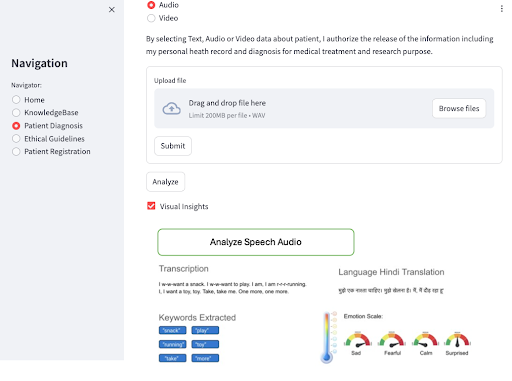 Audio
Video
By selecting Text, Audio or Video data about patient, I authorize the release of the information including
my personal heath record and diagnosis for medical treatment and research purpose.
Navigation
Navigator:
Home
KnowledgeBase
Patient Diagnosis
Ethical Guidelines
Patient Registration
Upload file
Drag and drop file here
Limit 200MB per file • WAV
Browse files
Submit
Analyze
Visual Insights
Analyze Speech Audio
Transcription
I w-w-want a snack. I w-w-want to play. I am, I am r-r-r-running.
I, I want a toy, toy. Take, take me. One more, one more.
Language Hindi Translation
मुझे एक नाश्ता चाहिए। मुझे खेलना है। मैं, मैं दौड़ रहा हूं
Keywords Extracted
"snack" "play"
"running" "toy"
"take" "more"
Emotion Scale:
Sad Fearful Calm Surprised